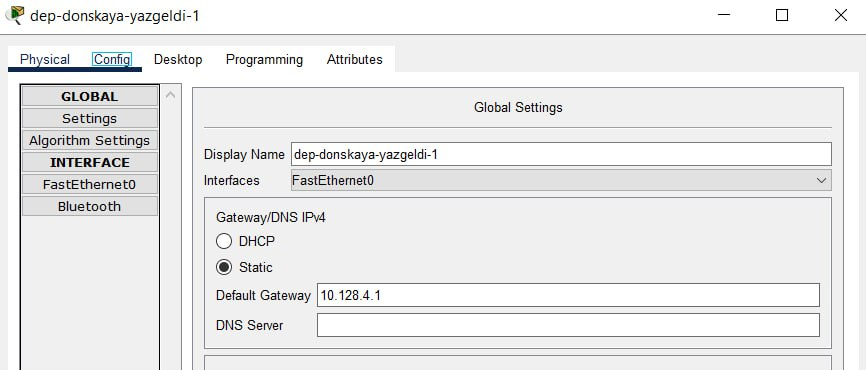 dep-donskaya-yazgeldi-1
Physical Config Desktop Programming Attributes
GLOBAL
Settings
Algorithm Settings
INTERFACE
FastEthernet0
Bluetooth
Global Settings
Display Name dep-donskaya-yazgeldi-1
Interfaces FastEthernet0
Gateway/DNS IPv4
DHCP
Static
Default Gateway 10.128.4.1
DNS Server